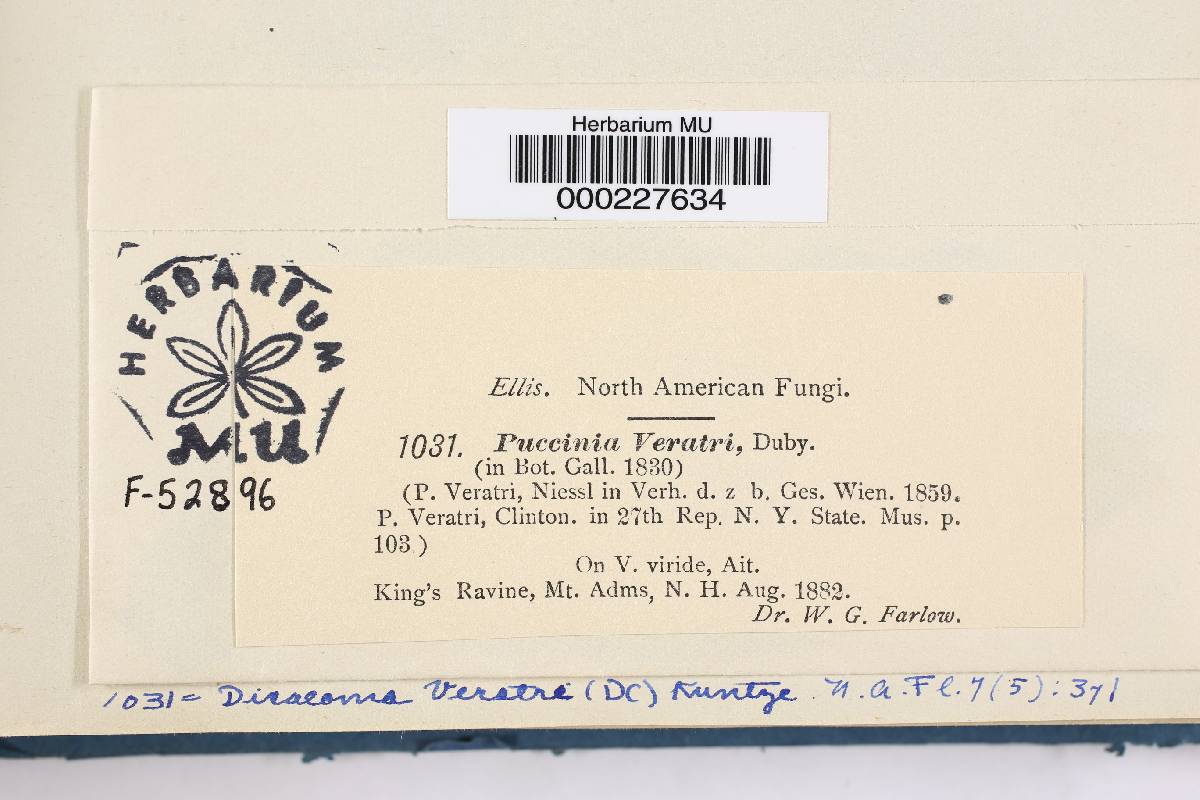 Herbarium MU
000227634
HERBARIUM
MU
F-52896
Ellis. North American Fungi.
1031. Puccinia Veratri, Duby.
(in Bot. Gall. 1830)
(P. Veratri, Niessl in Verh. d. z b. Ges. Wien. 1859.
P. Veratri, Clinton. in 27th Rep. N. Y. State. Mus. p.
103.)
On V. viride, Ait.
King's Ravine, Mt. Adms, N. H. Aug. 1882.
Dr. W. G. Farlow.
1031 = Dicaeoma Veratri (DC) Kuntze. N. A. Fl. 7(5): 371